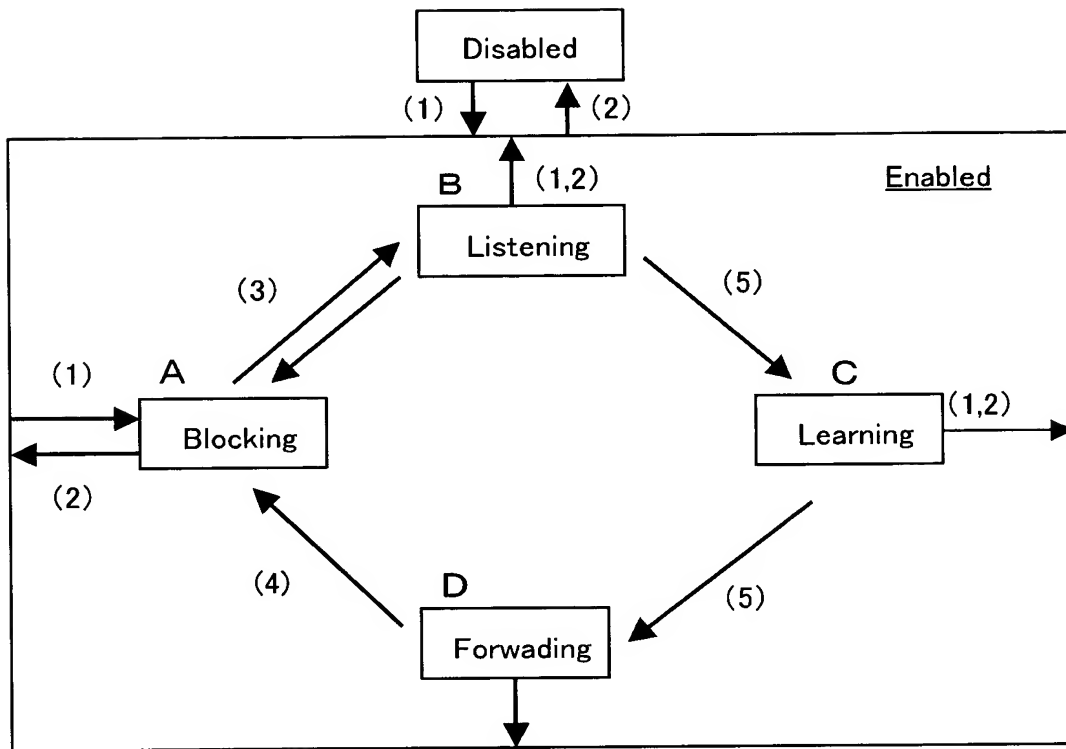 Disabled
(1)
(2)
B
(1,2)
Enabled
Listening
(3)
(5)
(1)
A
C
(1,2)
Blocking
Learning
(2)
(4)
D
(5)
Forwading